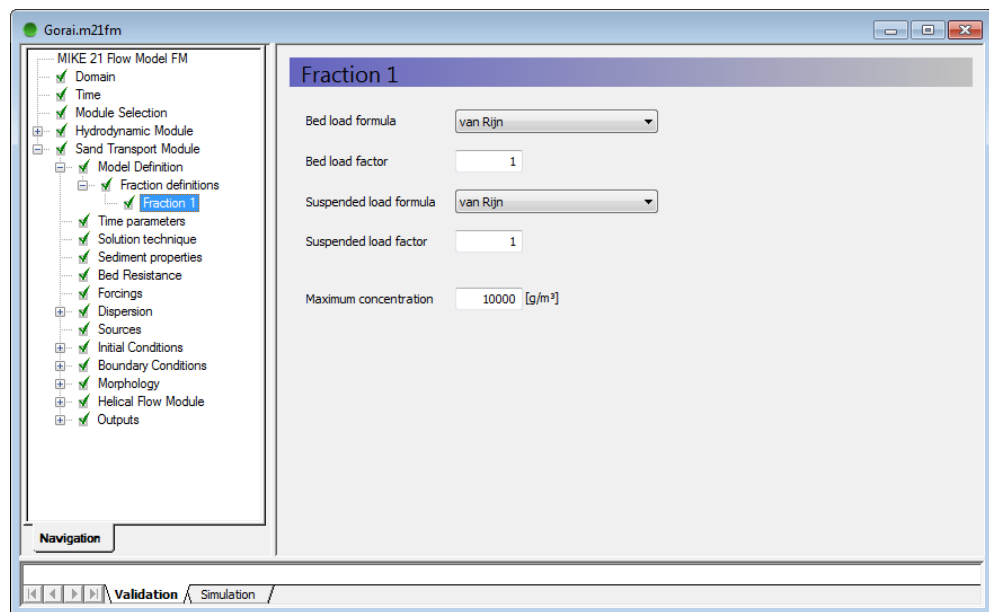 Gorai.m21fm
MIKE 21 Flow Model FM
Domain
Time
Module Selection
Hydrodynamic Module
Sand Transport Module
Model Definition
Fraction definitions
Fraction 1
Time parameters
Solution technique
Sediment properties
Bed Resistance
Forcings
Dispersion
Sources
Initial Conditions
Boundary Conditions
Morphology
Helical Flow Module
Outputs
Navigation
Fraction 1
Bed load formula van Rijn
Bed load factor 1
Suspended load formula van Rijn
Suspended load factor 1
Maximum concentration 10000 [g/m³]
Validation Simulation